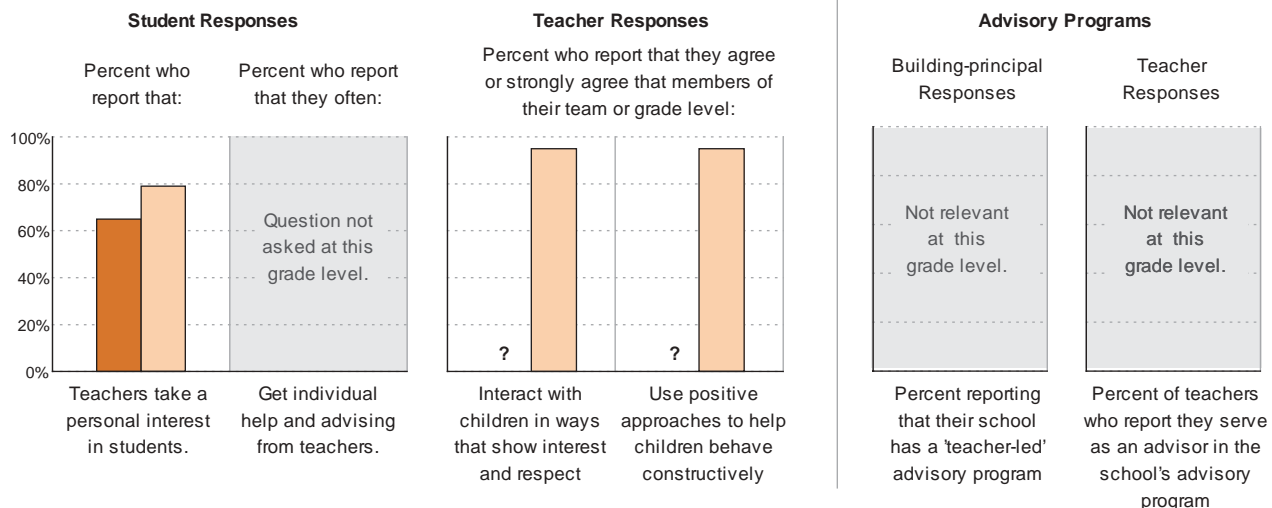 Student Responses
Percent who
report that:
Percent who report
that they often:
100%
80%
60%
40%
20%
0%
Question not
asked at this
grade level.
Teachers take a
personal interest
in students.
Get individual
help and advising
from teachers.
Teacher Responses
Percent who report that they agree
or strongly agree that members of
their team or grade level:
?
?
Interact with
children in ways
that show interest
and respect
Use positive
approaches to help
children behave
constructively
Advisory Programs
Building-principal
Responses
Teacher
Responses
Not relevant
at this
grade level.
Not relevant
at this
grade level.
Percent reporting
that their school
has a 'teacher-led'
advisory program
Percent of teachers
who report they serve
as an advisor in the
school's advisory
program